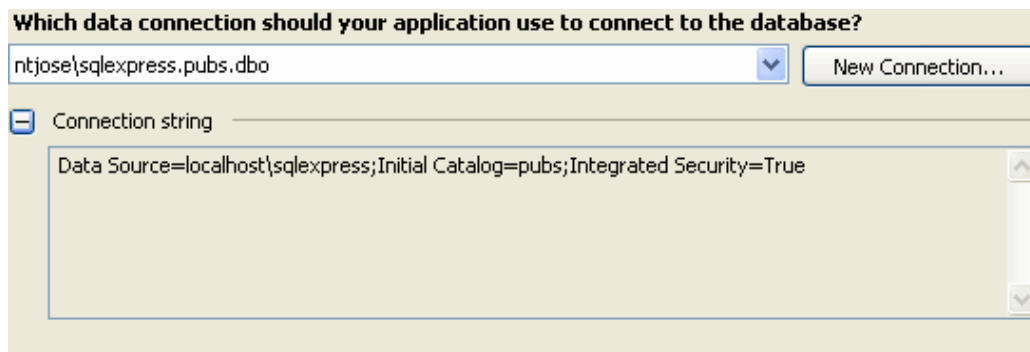 Which data connection should your application use to connect to the database?
ntjose\sqlexpress.pubs.dbo
New Connection...
Connection string
Data Source=localhost\sqlexpress;Initial Catalog=pubs;Integrated Security=True